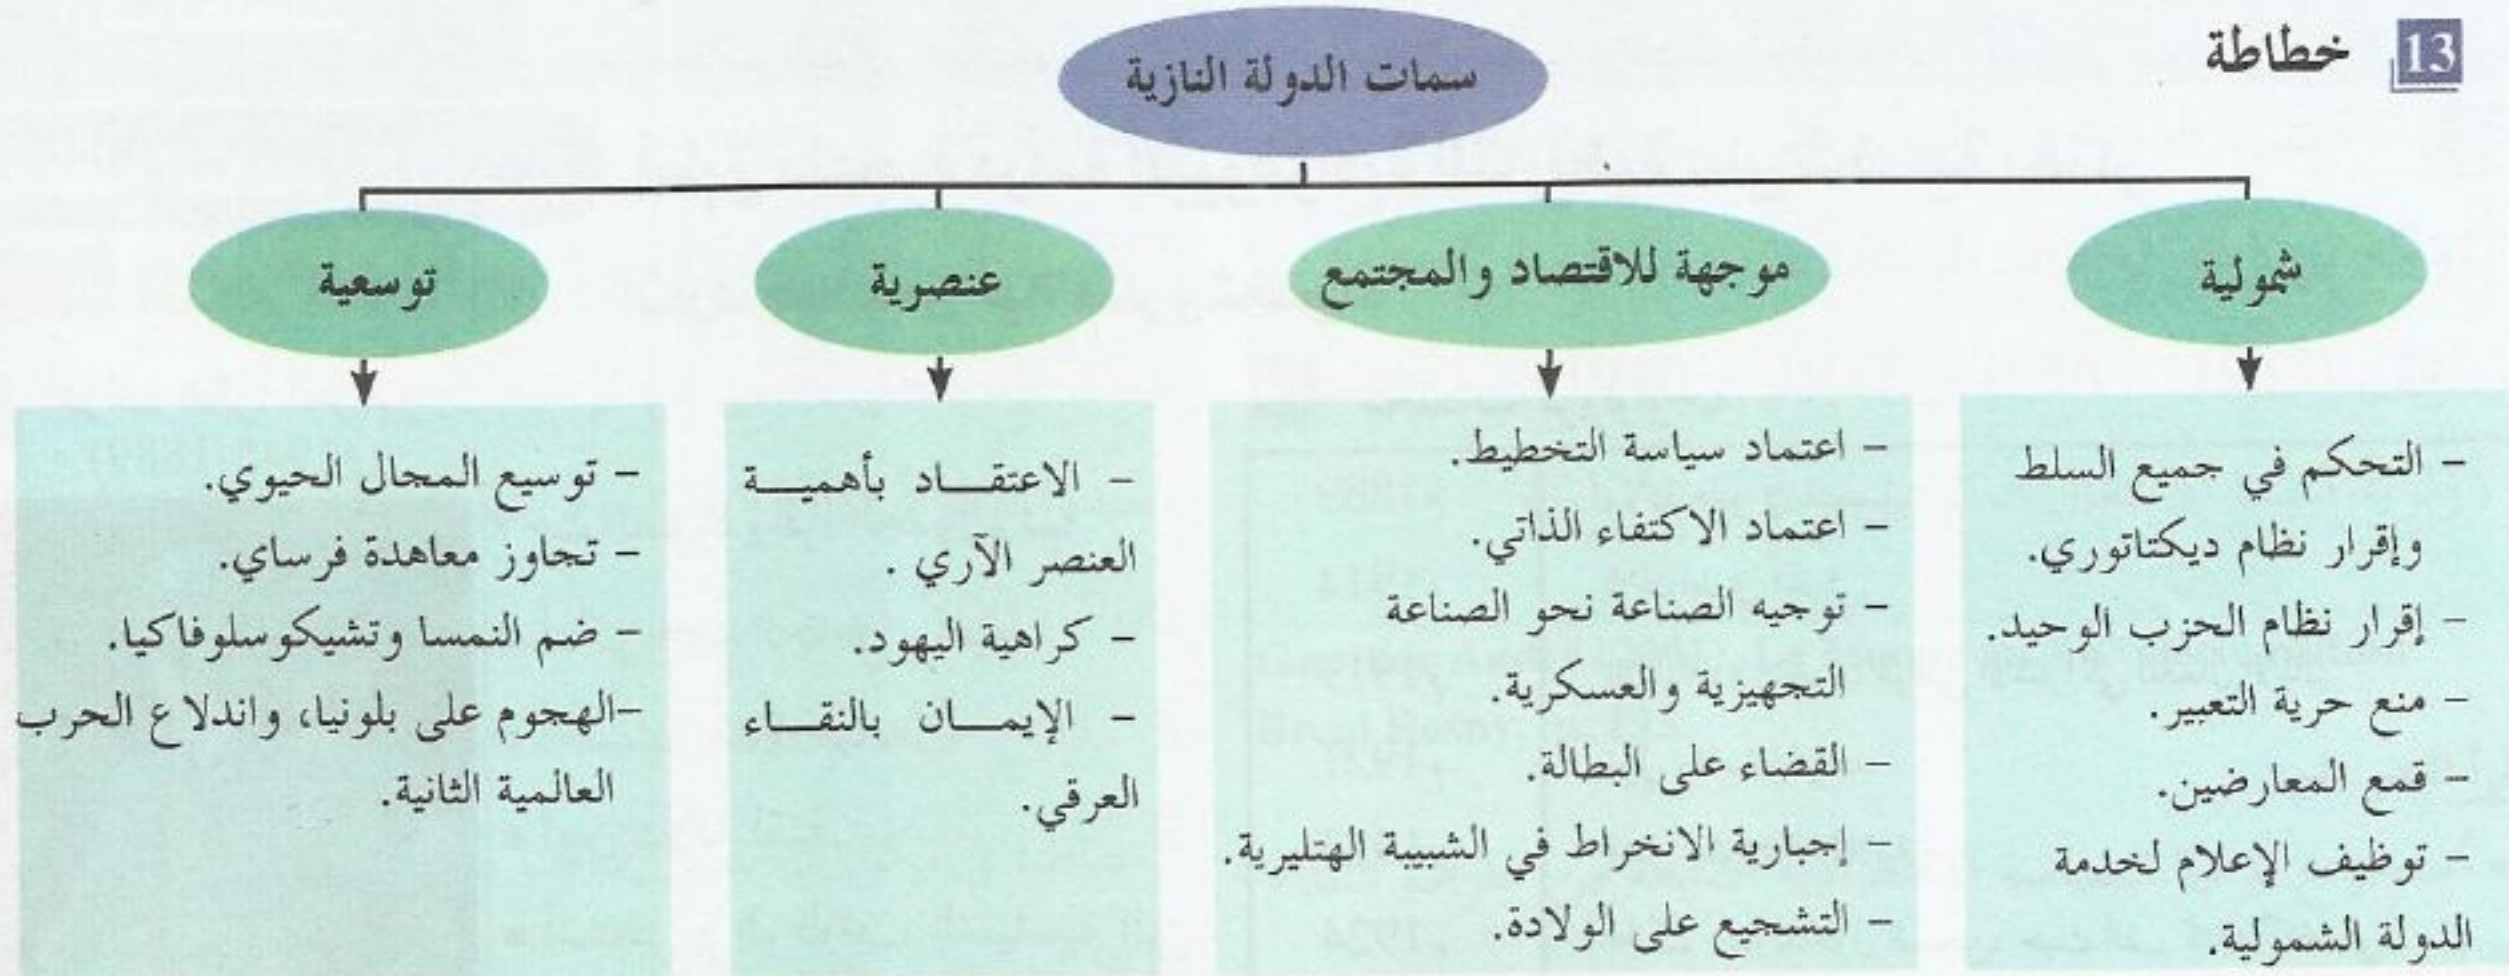 13 خطاطة
سمات الدولة النازية
شمولية
موجهة للاقتصاد والمجتمع
عنصرية
توسعية
– التحكم في جميع السلط
وإقرار نظام ديكتاتوري.
– إقرار نظام الحزب الوحيد.
– منع حرية التعبير.
– قمع المعارضين.
– توظيف الإعلام لخدمة
الدولة الشمولية.
– اعتماد سياسة التخطيط.
– اعتماد الاكتفاء الذاتي.
– توجيه الصناعة نحو الصناعة
التجهيزية والعسكرية.
– القضاء على البطالة.
– إجبارية الانخراط في الشبيبة الهتليرية.
– التشجيع على الولادة.
– الاعتقاد بأهمية
العنصر الآري .
– كراهية اليهود.
– الإيمان بالنقاء
العرقي.
– توسيع المجال الحيوي.
– تجاوز معاهدة فرساي.
– ضم النمسا وتشيكوسلوفاكيا.
–الهجوم على بلونيا، واندلاع الحرب
العالمية الثانية.